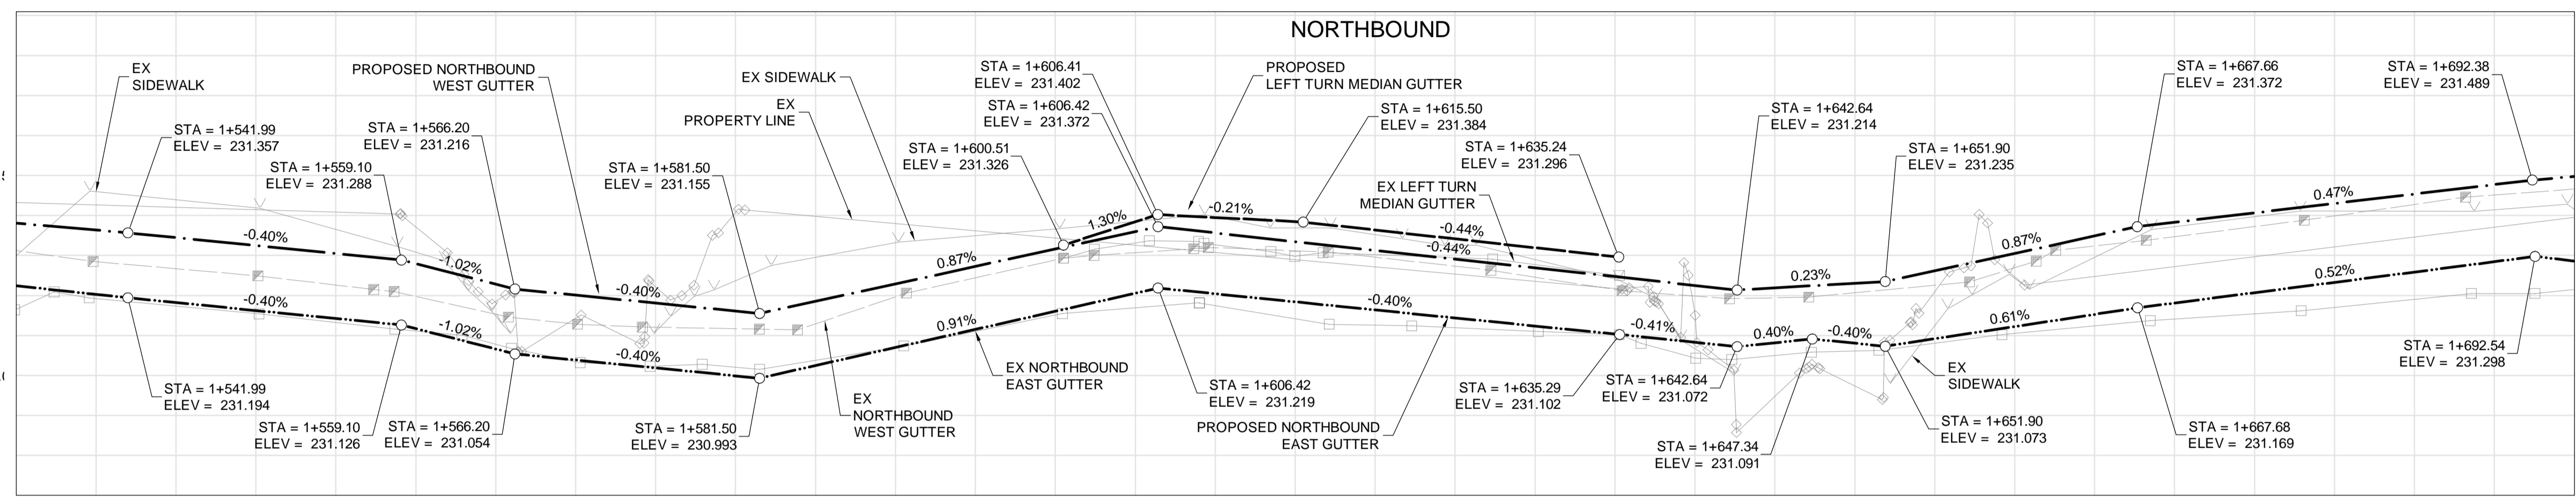 NORTHBOUND
EX
SIDEWALK
PROPOSED NORTHBOUND
WEST GUTTER
EX SIDEWALK
EX
PROPERTY LINE
STA = 1+606.41
ELEV = 231.402
STA = 1+606.42
ELEV = 231.372
PROPOSED
LEFT TURN MEDIAN GUTTER
STA = 1+615.50
ELEV = 231.384
STA = 1+642.64
ELEV = 231.214
STA = 1+667.66
ELEV = 231.372
STA = 1+692.38
ELEV = 231.489
STA = 1+541.99
ELEV = 231.357
STA = 1+559.10
ELEV = 231.288
STA = 1+566.20
ELEV = 231.216
STA = 1+581.50
ELEV = 231.155
STA = 1+600.51
ELEV = 231.326
STA = 1+635.24
ELEV = 231.296
EX LEFT TURN
MEDIAN GUTTER
STA = 1+651.90
ELEV = 231.235
-0.40%
-1.02%
-0.40%
0.87%
1.30%
-0.21%
-0.44%
-0.44%
0.23%
0.87%
0.47%
-0.40%
-1.02%
-0.40%
0.91%
-0.40%
-0.41%
0.40%
-0.40%
0.61%
0.52%
STA = 1+541.99
ELEV = 231.194
STA = 1+559.10
ELEV = 231.126
STA = 1+566.20
ELEV = 231.054
STA = 1+581.50
ELEV = 230.993
EX
NORTHBOUND
WEST GUTTER
EX NORTHBOUND
EAST GUTTER
STA = 1+606.42
ELEV = 231.219
PROPOSED NORTHBOUND
EAST GUTTER
STA = 1+635.29
ELEV = 231.102
STA = 1+642.64
ELEV = 231.072
STA = 1+647.34
ELEV = 231.091
EX
SIDEWALK
STA = 1+651.90
ELEV = 231.073
STA = 1+667.68
ELEV = 231.169
STA = 1+692.54
ELEV = 231.298